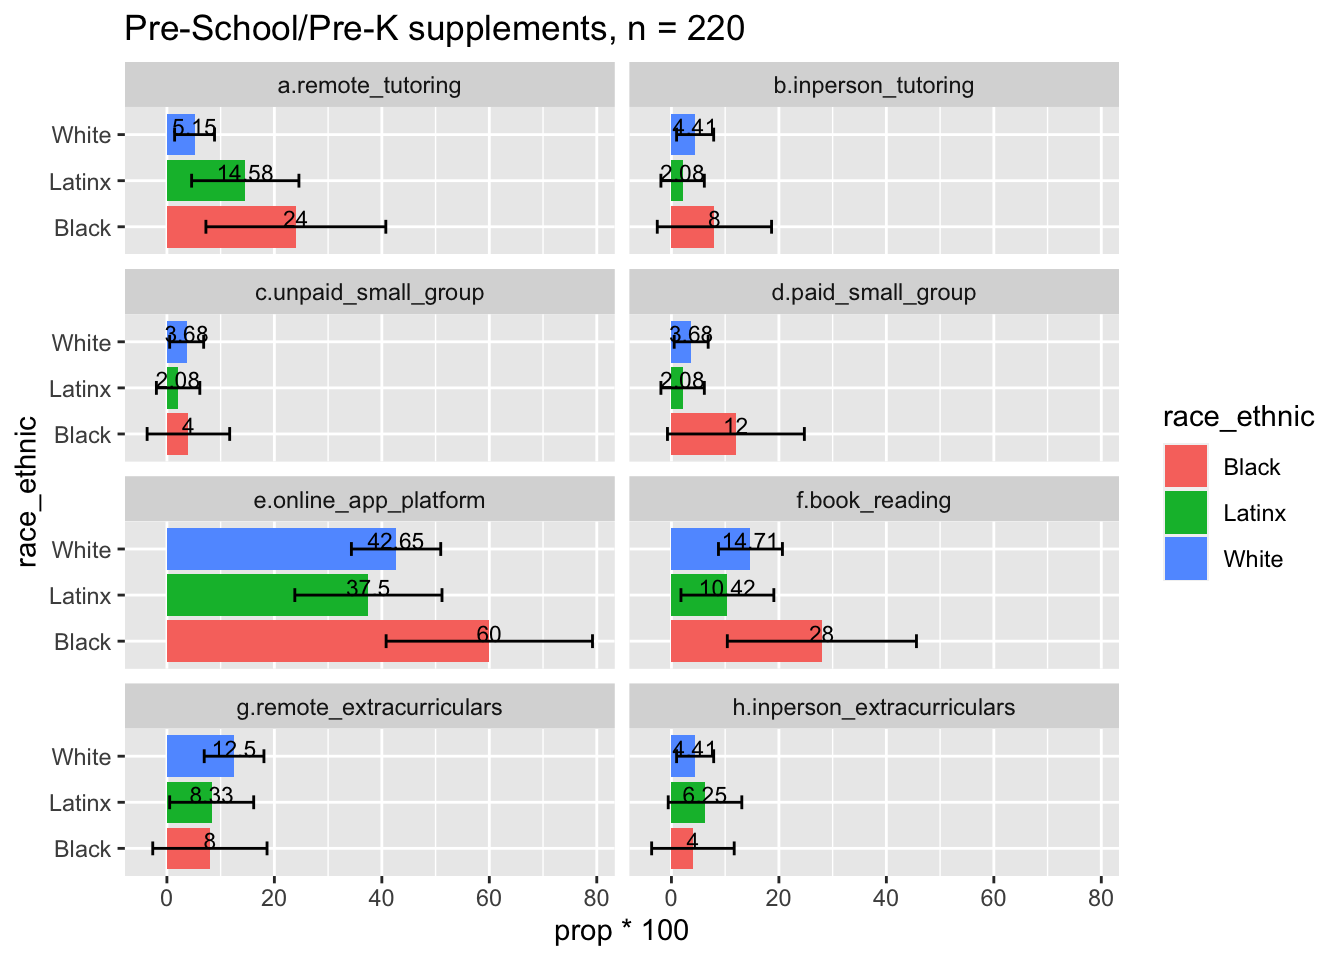 Pre-School/Pre-K supplements, n = 220
a.remote_tutoring
b.inperson_tutoring
White
5.15
4.41
Latinx
14.58
2.08
Black
24
8
c.unpaid_small_group
d.paid_small_group
White
3.68
3.68
Latinx
2.08
2.08
Black
4
12
e.online_app_platform
f.book_reading
White
42.65
14.71
Latinx
37.5
10.42
Black
60
28
g.remote_extracurriculars
h.inperson_extracurriculars
White
12.5
4.41
Latinx
8.33
6.25
Black
8
4
0 20 40 60 80
0 20 40 60 80
prop * 100
race_ethnic
race_ethnic
Black
Latinx
White